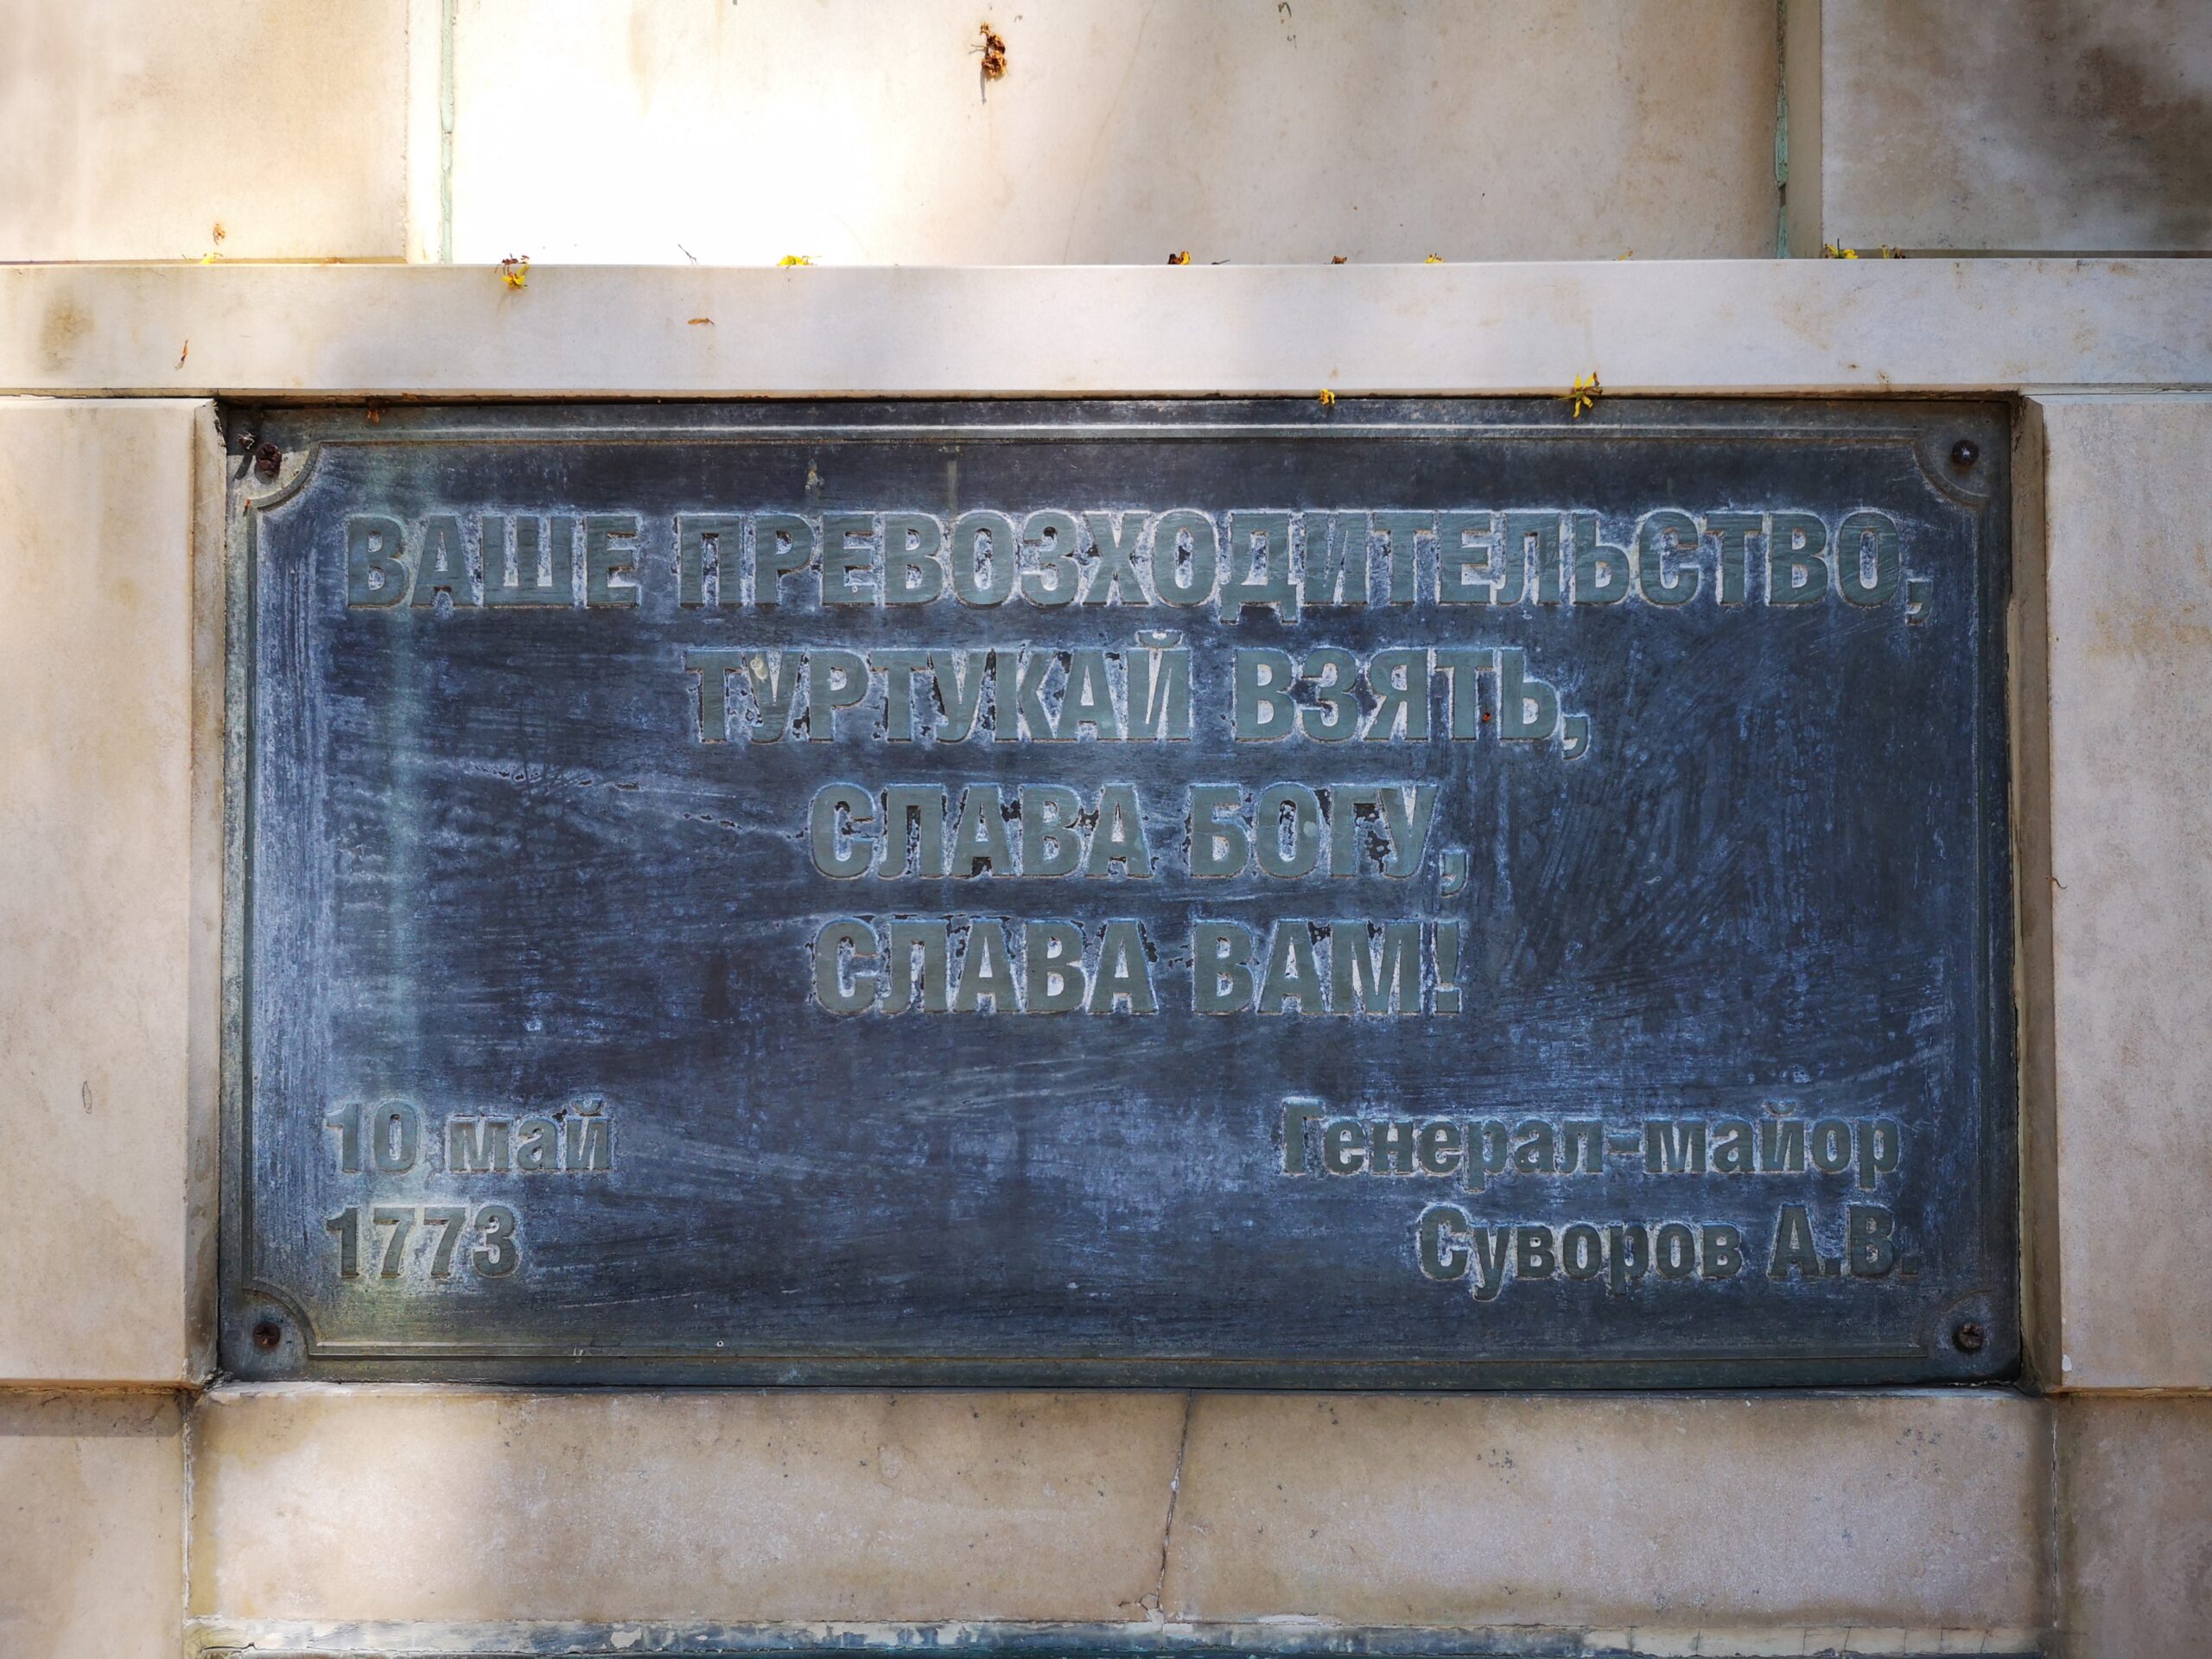 ВАШЕ ПРЕВОЗХОДИТЕЛЬСТВО,
ТУРТУКАЙ ВЗЯТЬ,
СЛАВА БОГУ,
СЛАВА ВАМ!
10 май
1773
Генерал-майор
Суворов А.В.